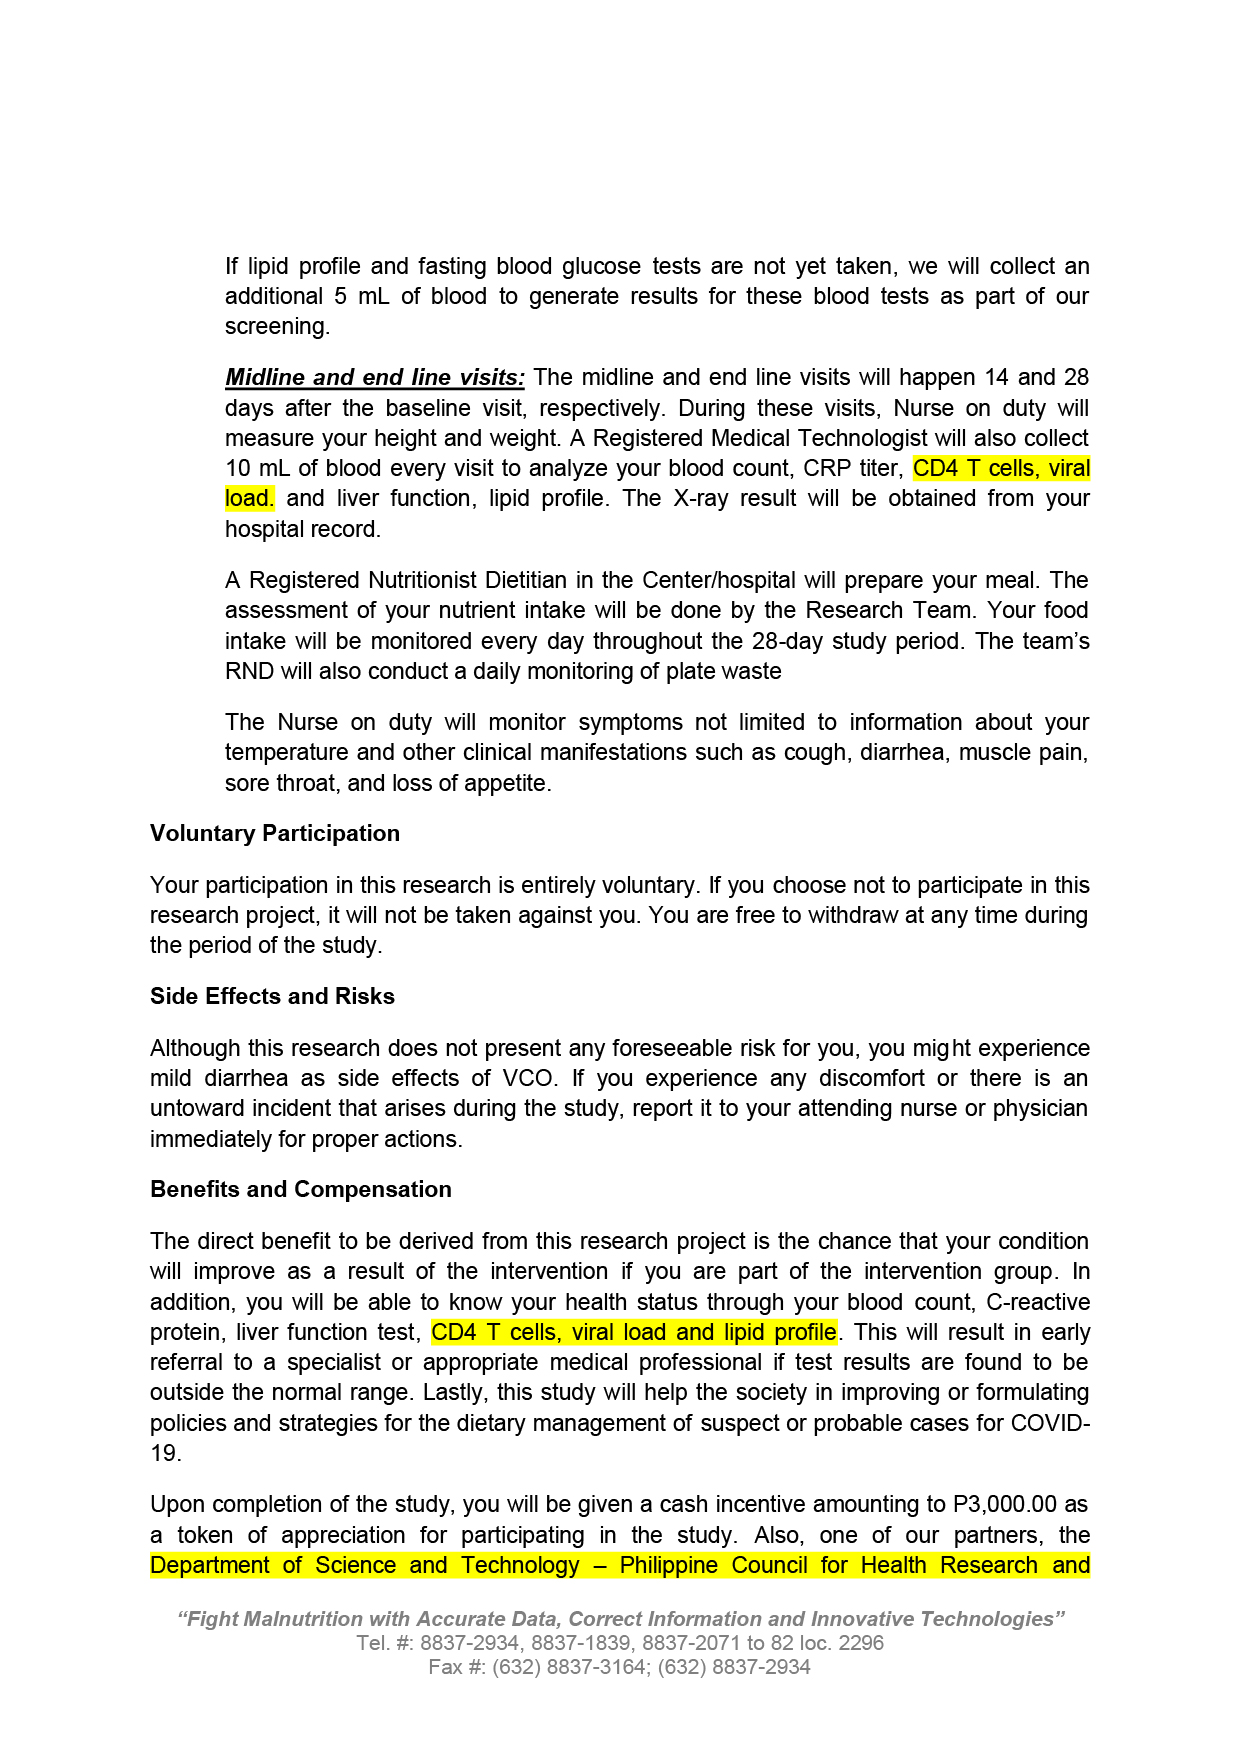 If lipid profile and fasting blood glucose tests are not yet taken, we will collect an
additional 5 mL of blood to generate results for these blood tests as part of our
screening.
Midline and end line visits: The midline and end line visits will happen 14 and 28
days after the baseline visit, respectively. During these visits, Nurse on duty will
measure your height and weight. A Registered Medical Technologist will also collect
10 mL of blood every visit to analyze your blood count, CRP titer, CD4 T cells, viral
load. and liver function, lipid profile. The X-ray result will be obtained from your
hospital record.
A Registered Nutritionist Dietitian in the Center/hospital will prepare your meal. The
assessment of your nutrient intake will be done by the Research Team. Your food
intake will be monitored every day throughout the 28-day study period. The team’s
RND will also conduct a daily monitoring of plate waste
The Nurse on duty will monitor symptoms not limited to information about your
temperature and other clinical manifestations such as cough, diarrhea, muscle pain,
sore throat, and loss of appetite.
Voluntary Participation
Your participation in this research is entirely voluntary. If you choose not to participate in this
research project, it will not be taken against you. You are free to withdraw at any time during
the period of the study.
Side Effects and Risks
Although this research does not present any foreseeable risk for you, you might experience
mild diarrhea as side effects of VCO. If you experience any discomfort or there is an
untoward incident that arises during the study, report it to your attending nurse or physician
immediately for proper actions.
Benefits and Compensation
The direct benefit to be derived from this research project is the chance that your condition
will improve as a result of the intervention if you are part of the intervention group. In
addition, you will be able to know your health status through your blood count, C-reactive
protein, liver function test, CD4 T cells, viral load and lipid profile. This will result in early
referral to a specialist or appropriate medical professional if test results are found to be
outside the normal range. Lastly, this study will help the society in improving or formulating
policies and strategies for the dietary management of suspect or probable cases for COVID-
19.
Upon completion of the study, you will be given a cash incentive amounting to P3,000.00 as
a token of appreciation for participating in the study. Also, one of our partners, the
Department of Science and Technology – Philippine Council for Health Research and
“Fight Malnutrition with Accurate Data, Correct Information and Innovative Technologies”
Tel. #: 8837-2934, 8837-1839, 8837-2071 to 82 loc. 2296
Fax #: (632) 8837-3164; (632) 8837-2934